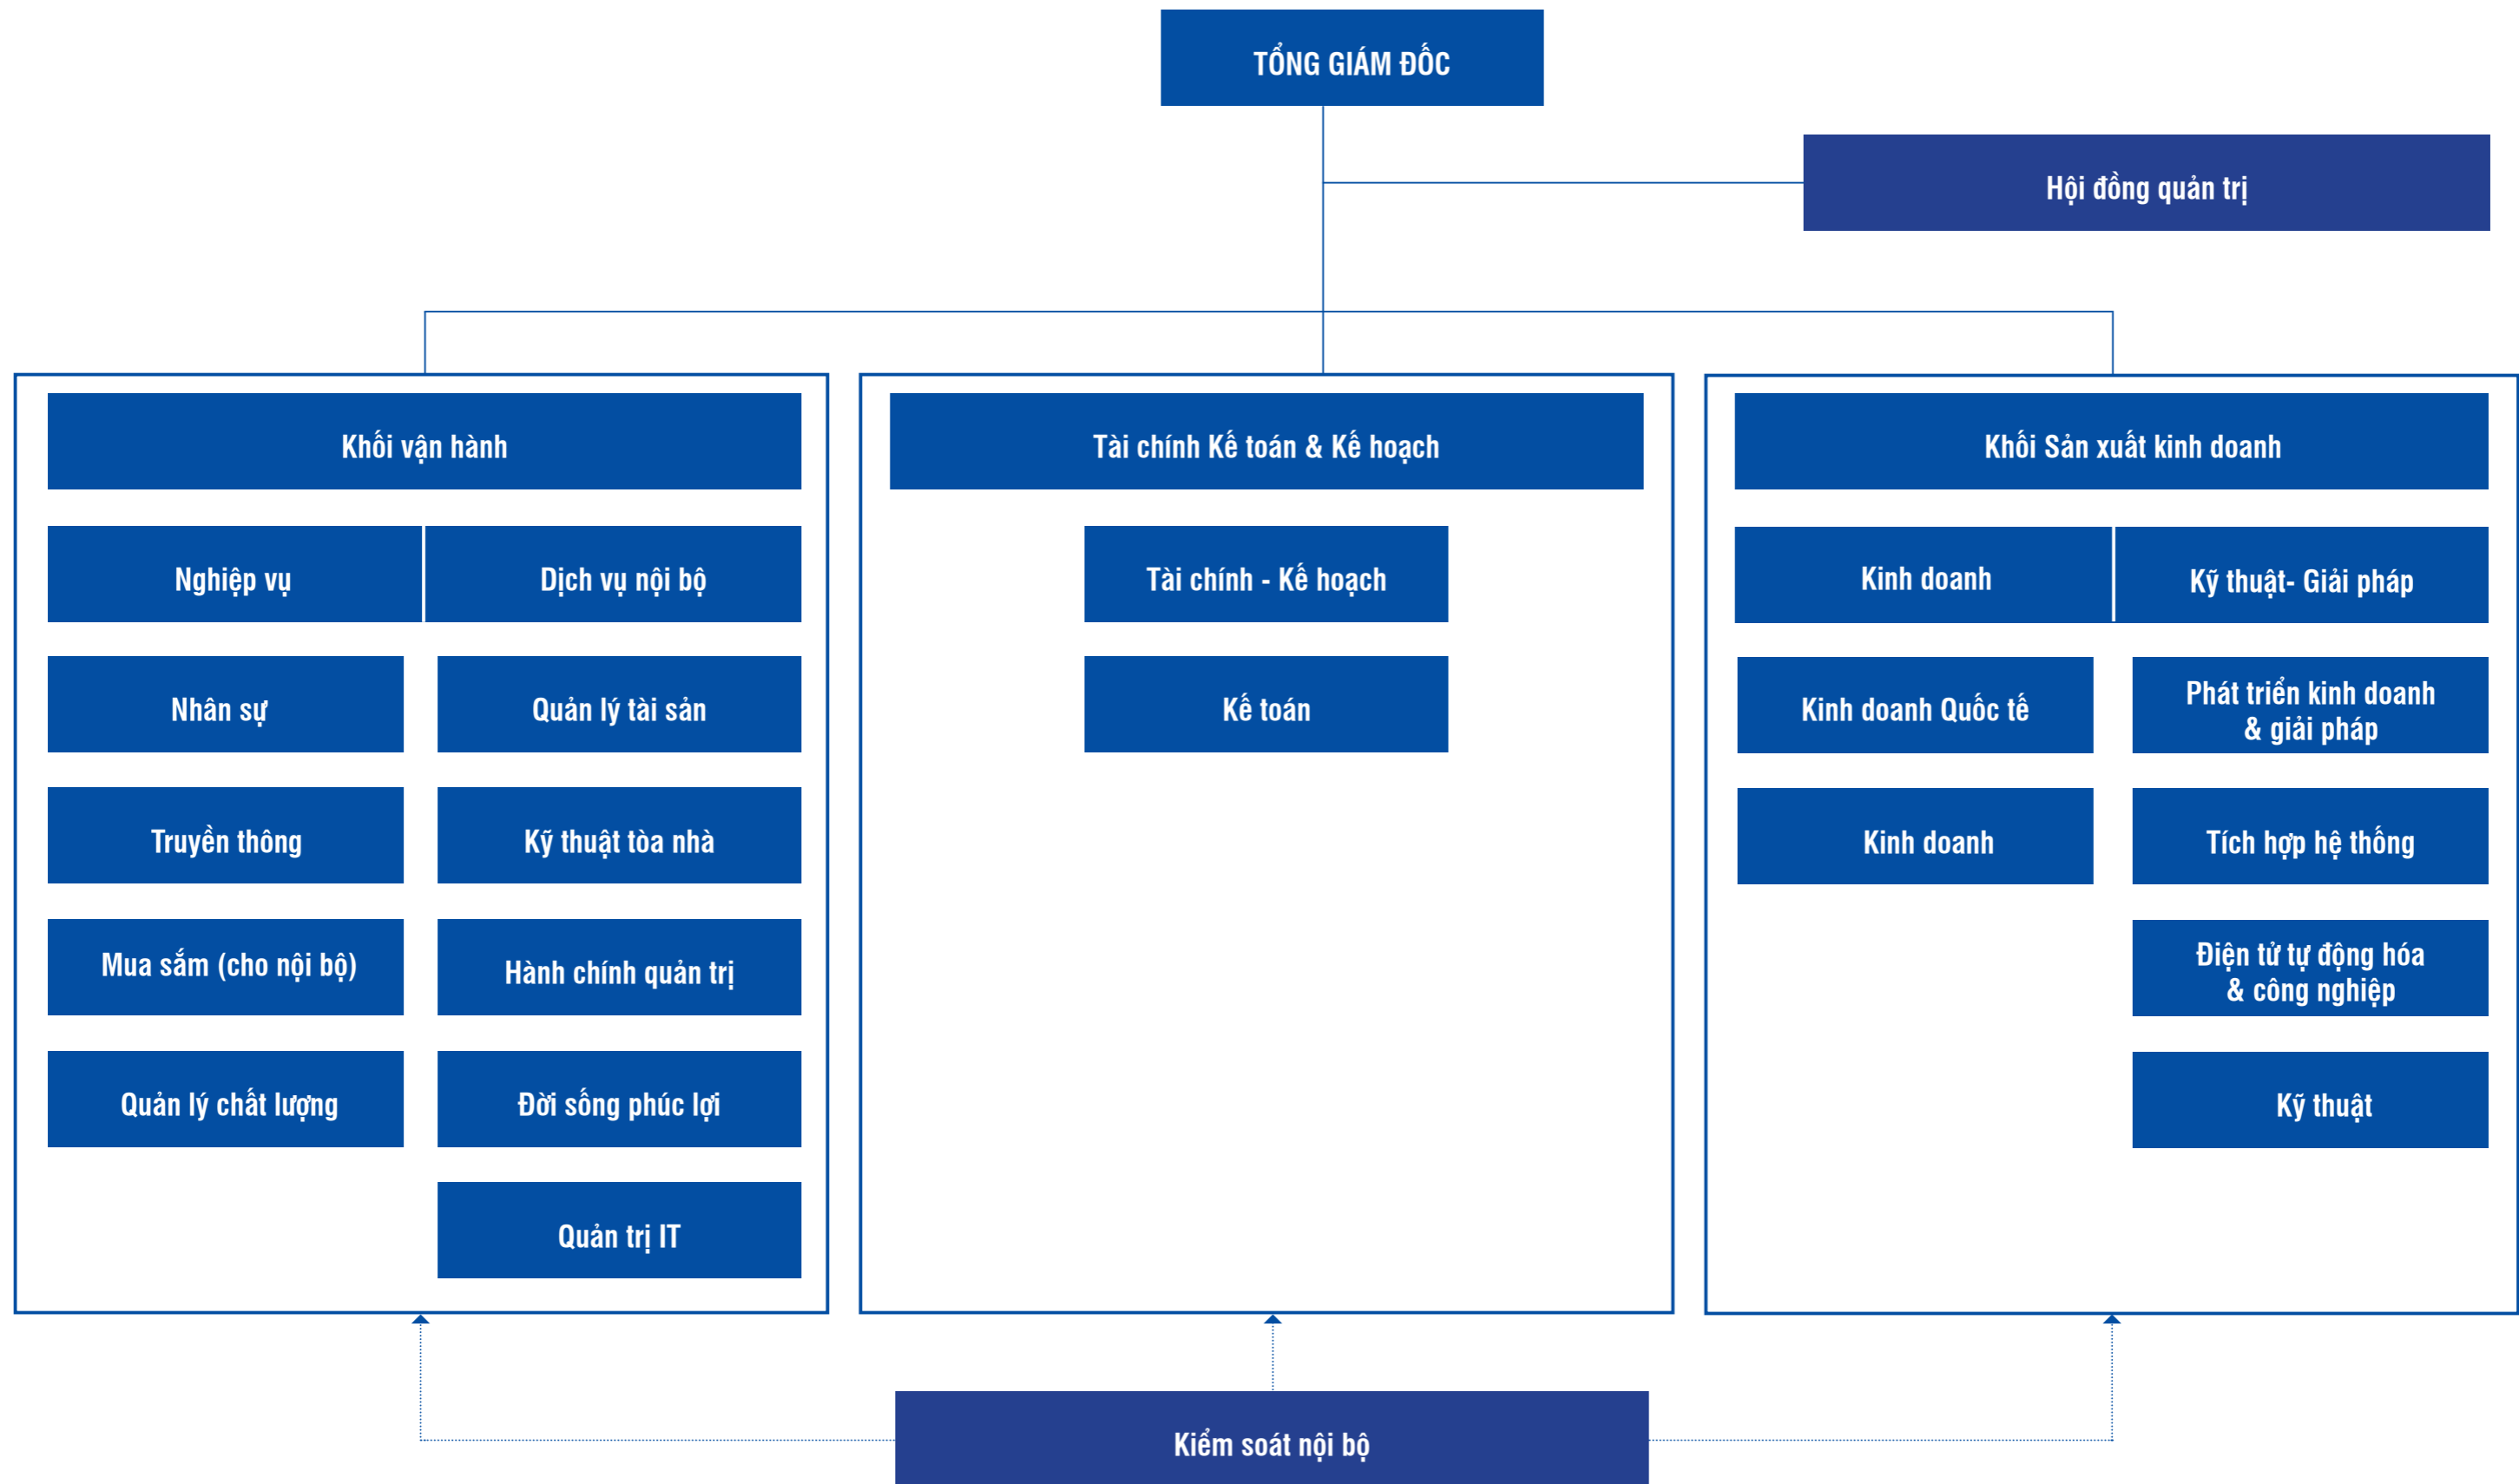 TỔNG GIÁM ĐỐC
Hội đồng quản trị
Khối vận hành
Tài chính Kế toán & Kế hoạch
Khối Sản xuất kinh doanh
Nghiệp vụ
Dịch vụ nội bộ
Tài chính - Kế hoạch
Kinh doanh
Kỹ thuật- Giải pháp
Nhân sự
Quản lý tài sản
Kế toán
Kinh doanh Quốc tế
Phát triển kinh doanh
& giải pháp
Truyền thông
Kỹ thuật tòa nhà
Kinh doanh
Tích hợp hệ thống
Mua sắm (cho nội bộ)
Hành chính quản trị
Điện tử tự động hóa
& công nghiệp
Quản lý chất lượng
Đời sống phúc lợi
Kỹ thuật
Quản trị IT
Kiểm soát nội bộ